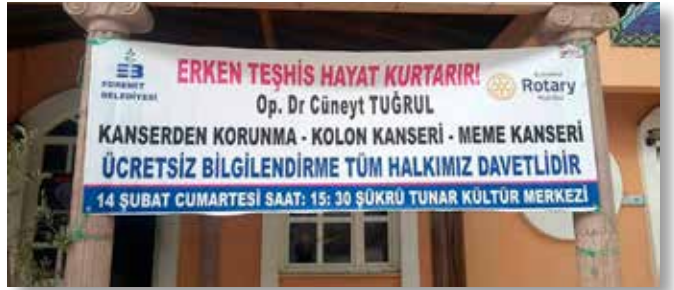 EB
EDREMİT
BELEDİYESİ
ERKEN TEŞHİS HAYAT KURTARIR!
Op. Dr Cüneyt TUĞRUL
Rotary
KANSERDEN KORUNMA - KOLON KANSERİ - MEME KANSERİ
ÜCRETSİZ BİLGİLENDİRME TÜM HALKIMIZ DAVETLİDİR
14 ŞUBAT CUMARTESİ SAAT: 15: 30 ŞÜKRÜ TUNAR KÜLTÜR MERKEZİ